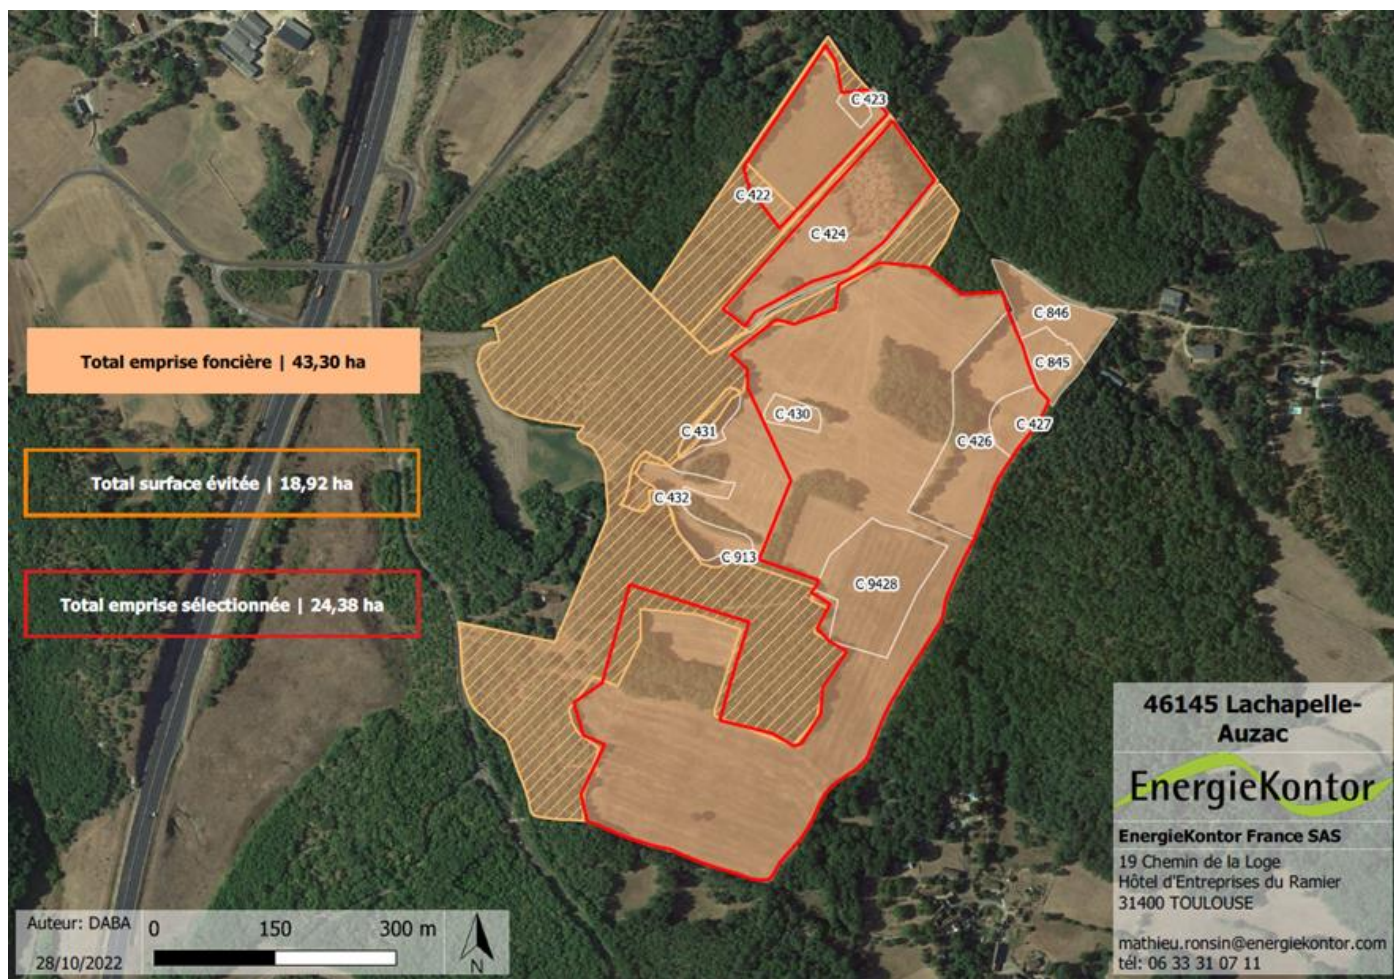 C 423
C 422
C 424
C 846
Total emprise foncière | 43,30 ha
C 845
C 430
C 427
C 431
C 426
Total surface évitée | 18,92 ha
C 432
C 913
C 9428
Total emprise sélectionnée | 24,38 ha
46145 Lachapelle-
Auzac
EnergieKontor
EnergieKontor France SAS
19 Chemin de la Loge
Hôtel d'Entreprises du Ramier
31400 TOULOUSE
mathieu.ronsin@energiekontor.com
tél: 06 33 31 07 11
Auteur: DABA
28/10/2022
0 150 300 m
N